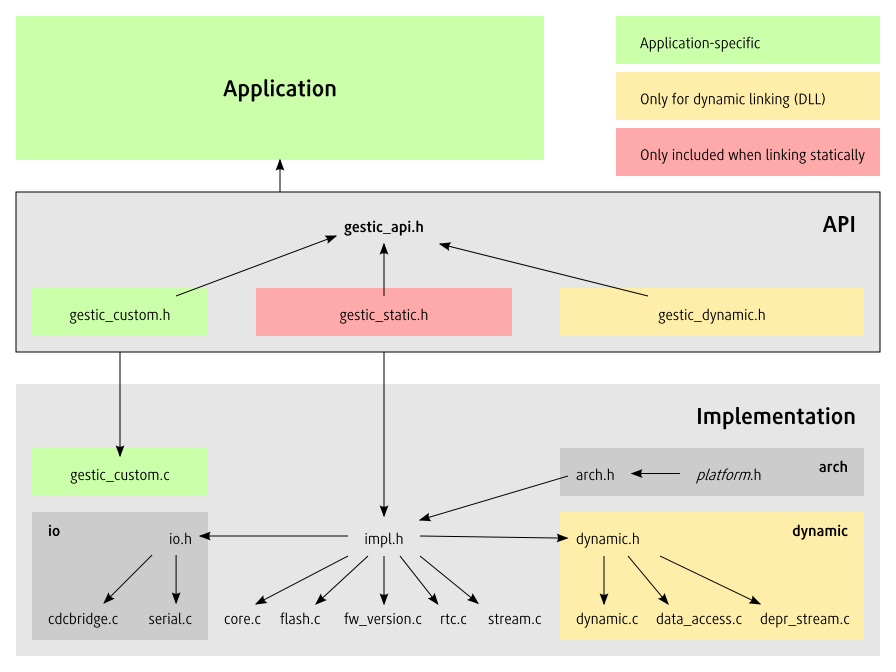 Application
Application-specific
Only for dynamic linking (DLL)
Only included when linking statically
API
gestic_api.h
gestic_custom.h
gestic_static.h
gestic_dynamic.h
Implementation
gestic_custom.c
arch.h
platform.h
arch
io
io.h
impl.h
dynamic.h
dynamic
cdcbridge.c
serial.c
core.c
flash.c
fw_version.c
rtc.c
stream.c
dynamic.c
data_access.c
depr_stream.c